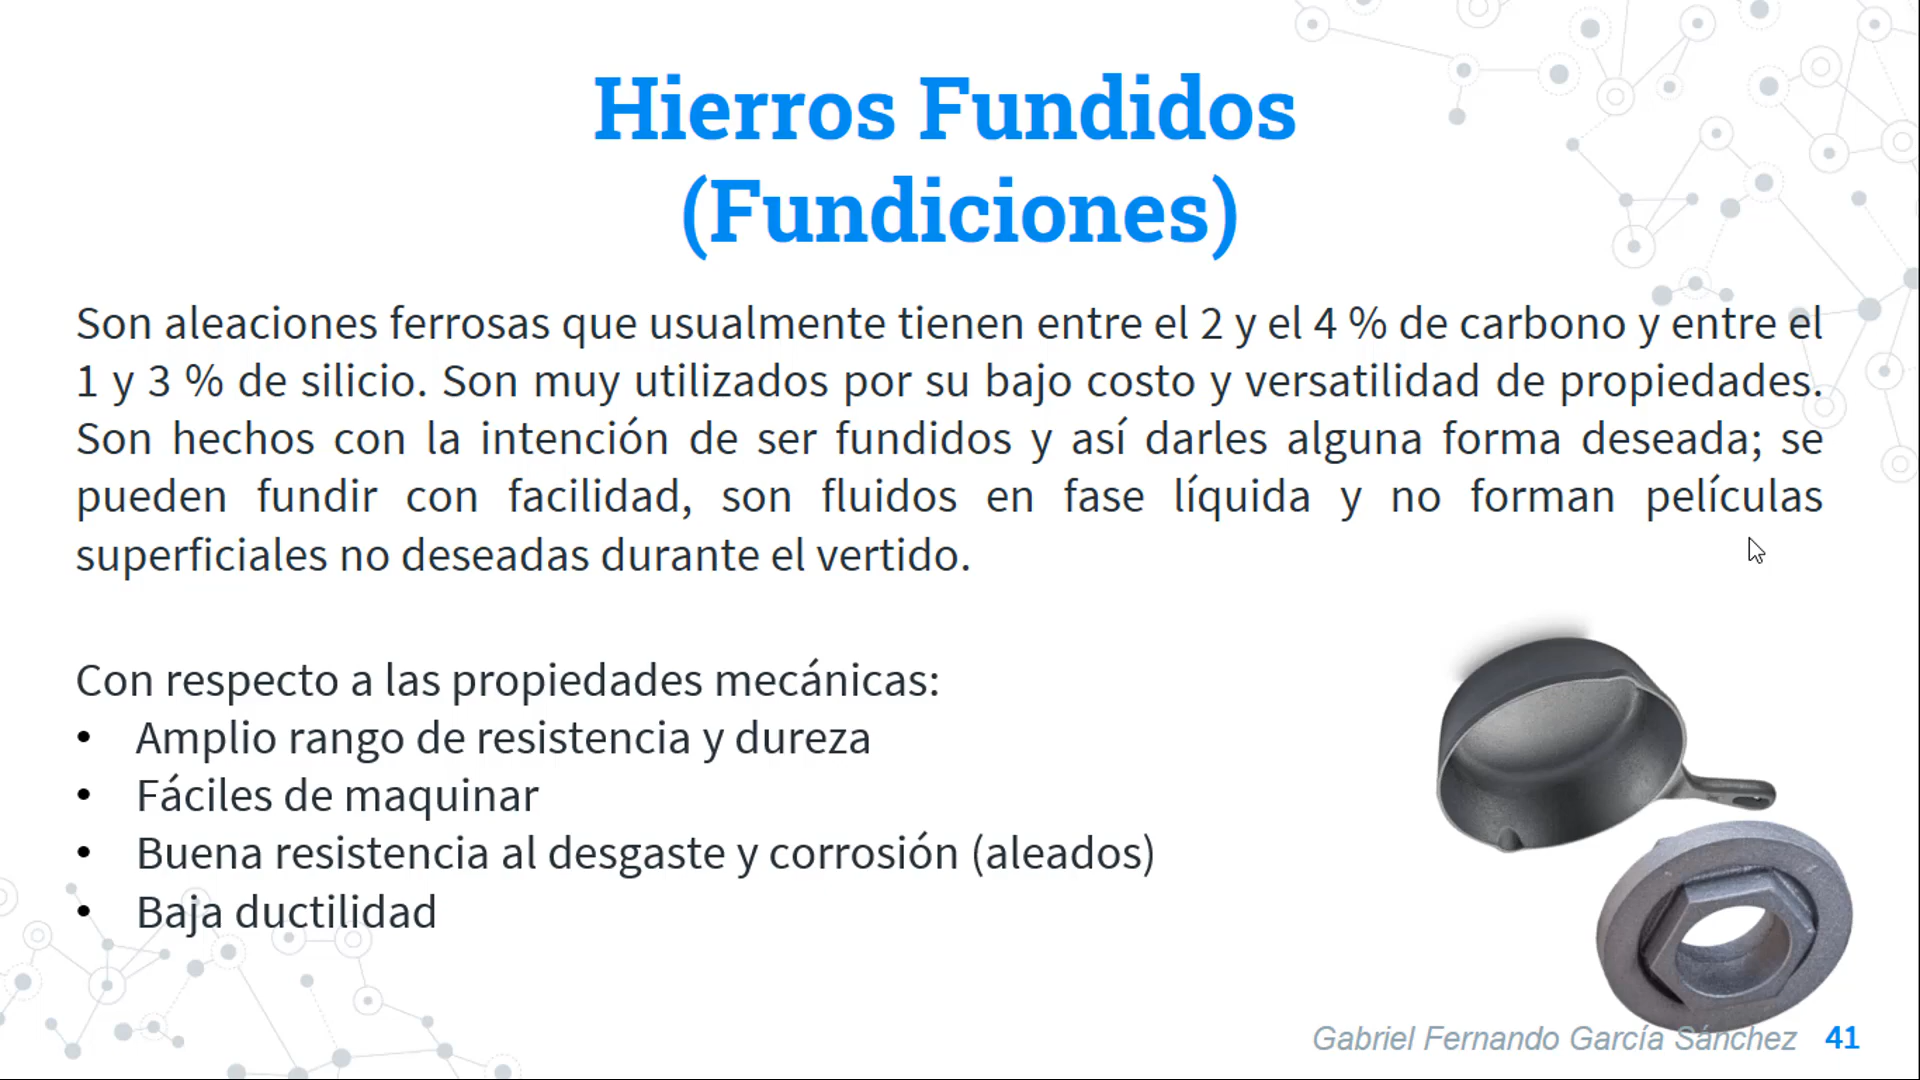 Hierros Fundidos
(Fundiciones)
Son aleaciones ferrosas que usualmente tienen entre el 2 y el 4 % de carbono y entre el
1 y 3 % de silicio. Son muy utilizados por su bajo costo y versatilidad de propiedades.
Son hechos con la intención de ser fundidos y así darles alguna forma deseada; se
pueden fundir con facilidad, son fluidos en fase líquida y no forman películas
superficiales no deseadas durante el vertido.
Con respecto a las propiedades mecánicas:
• Amplio rango de resistencia y dureza
• Fáciles de maquinar
• Buena resistencia al desgaste y corrosión (aleados)
• Baja ductilidad
Gabriel Fernando García Sánchez 41